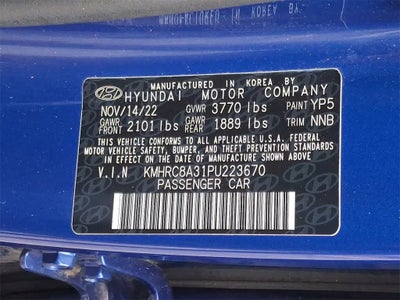 MANUFACTURED IN KOREA BY
HYUNDAI MOTOR COMPANY
NOV/14/22 GVWR 3770 lbs PAINT YP5
GAWR FRONT 2101 lbs GAWR REAR 1889 lbs TRIM NNB
THIS VEHICLE CONFORMS TO ALL APPLICABLE U.S.A. FEDERAL
MOTOR VEHICLE SAFETY, BUMPER, AND THEFT PREVENTION STANDARDS
IN EFFECT ON THE DATE OF MANUFACTURE SHOWN ABOVE.
V.I.N KMHRC8A31PU223670
PASSENGER CAR